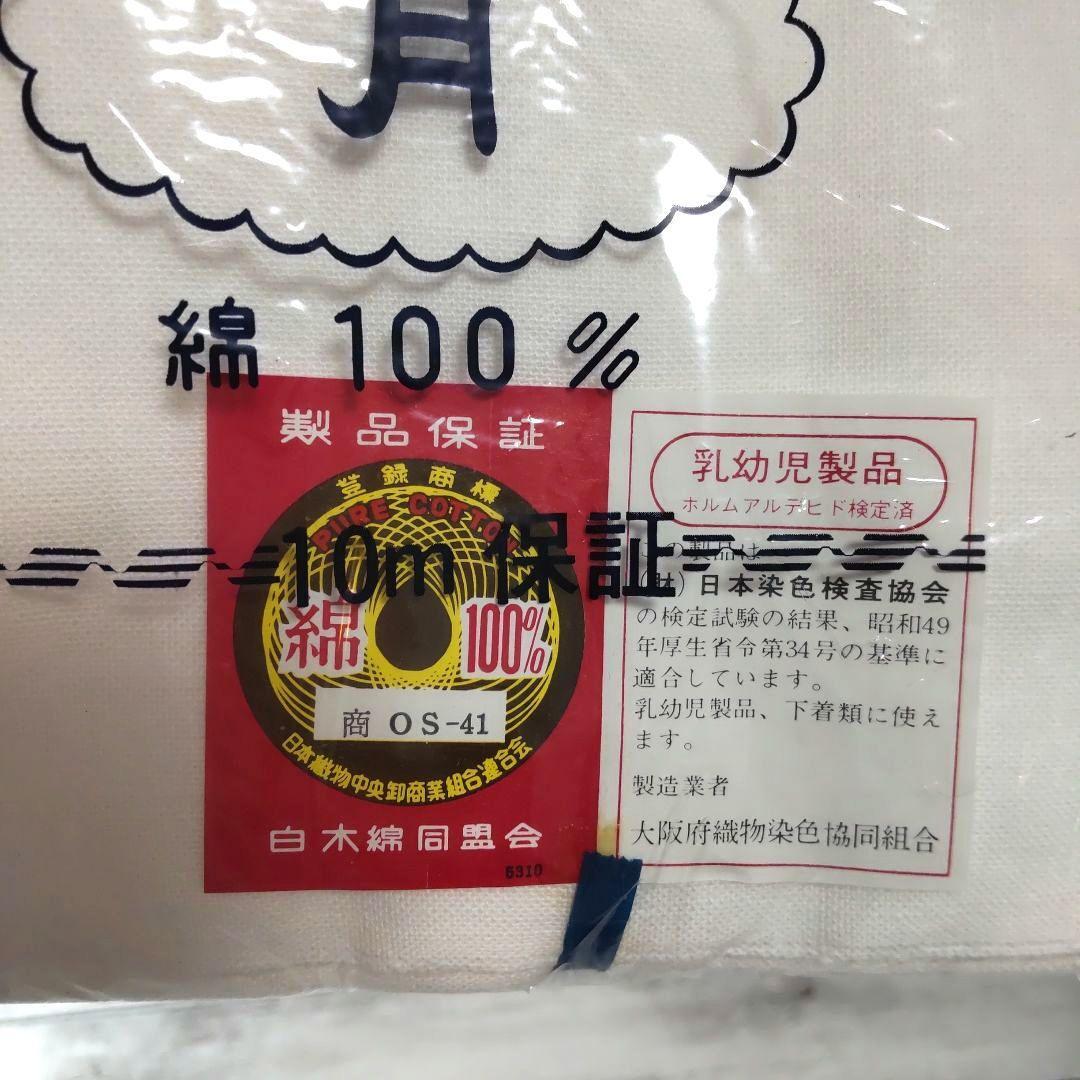 月
綿 100 %
製品保証
登録商標
PURE COTTON
10m 保証
綿 100%
商 OS-41
日本織物中央卸商業組合連合会
白木綿同盟会
6310
乳幼児製品
ホルムアルデヒド検定済
この製品は
(財)日本染色検査協会
の検定試験の結果、昭和49
年厚生省令第34号の基準に
適合しています。
乳幼児製品、下着類に使え
ます。
製造業者
大阪府織物染色協同組合